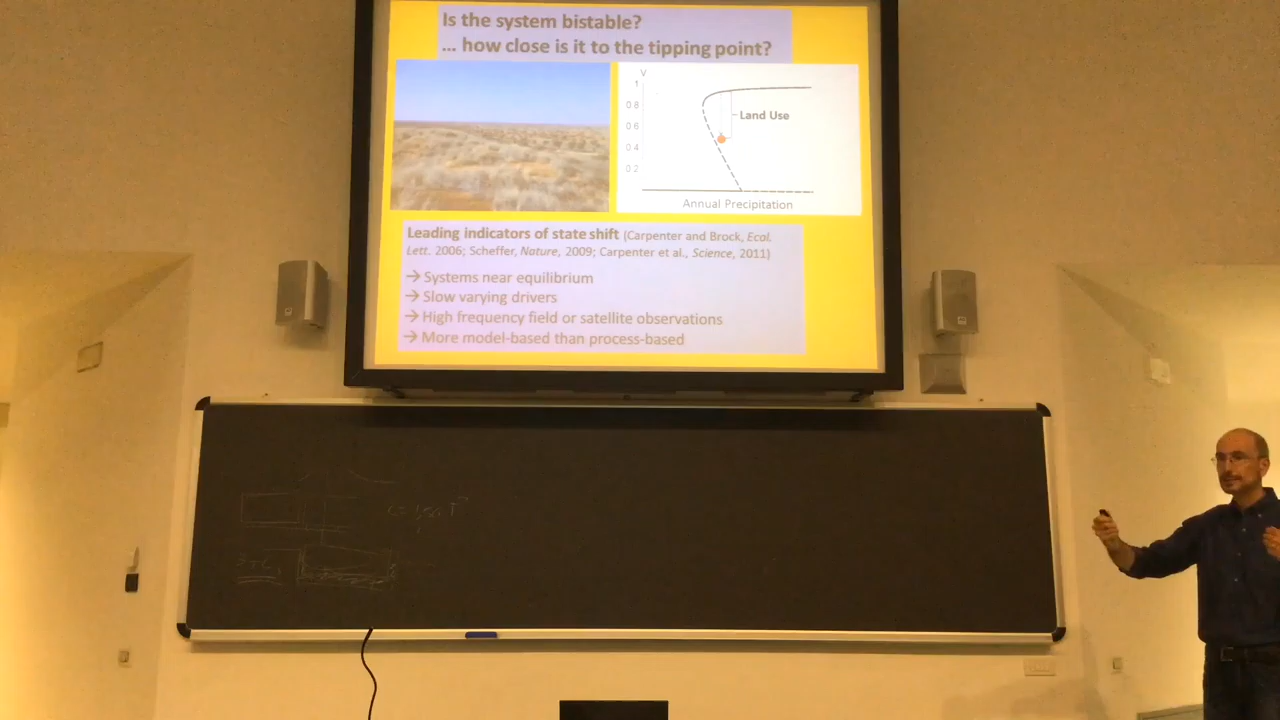 Is the system bistable?
... how close is it to the tipping point?
V
1
0.8
0.6
0.4
0.2
Land Use
Annual Precipitation
Leading indicators of state shift (Carpenter and Brock, Ecol.
Lett. 2006; Scheffer, Nature, 2009; Carpenter et al., Science, 2011)
→ Systems near equilibrium
→ Slow varying drivers
→ High frequency field or satellite observations
→ More model-based than process-based